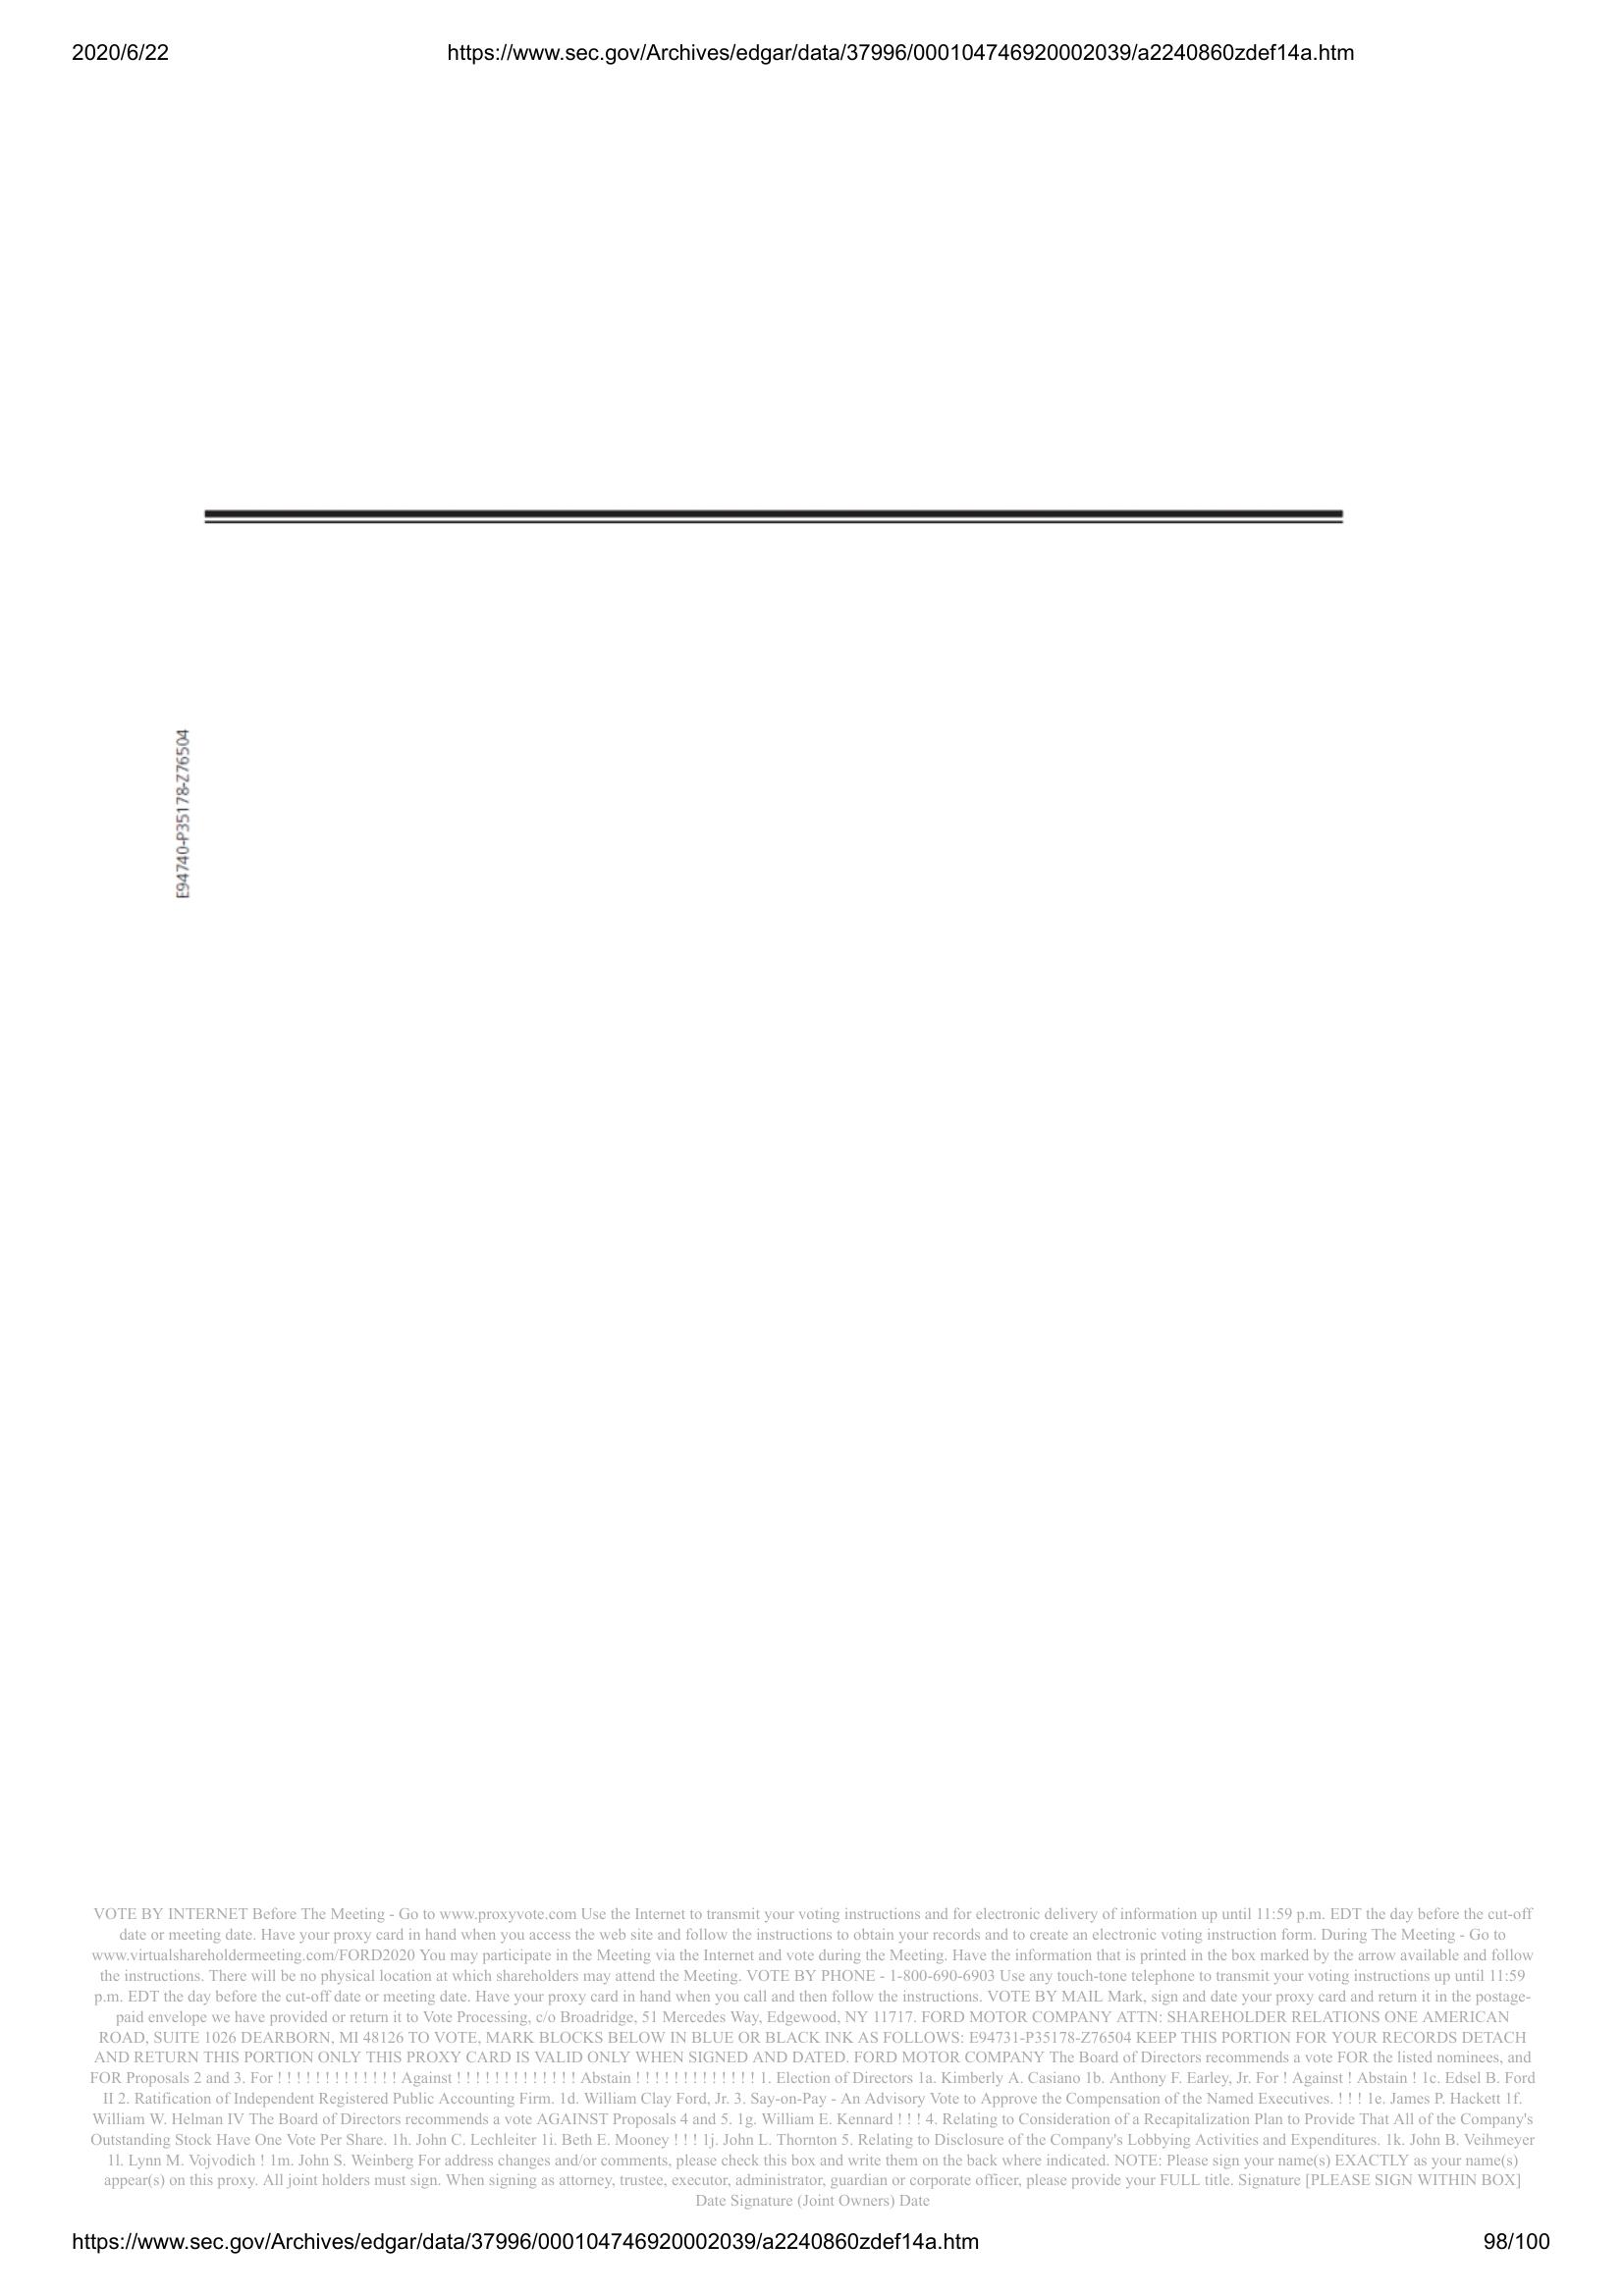 2020/6/22 https://www.sec.gov/Archives/edgar/data/37996/000104746920002039/a2240860zdef14a.htm
E94740-P35178-Z76504
VOTE BY INTERNET Before The Meeting - Go to www.proxyvote.com Use the Internet to transmit your voting instructions and for electronic delivery of information up until 11:59 p.m. EDT the day before the cut-off
date or meeting date. Have your proxy card in hand when you access the web site and follow the instructions to obtain your records and to create an electronic voting instruction form. During The Meeting - Go to
www.virtualshareholdermeeting.com/FORD2020 You may participate in the Meeting via the Internet and vote during the Meeting. Have the information that is printed in the box marked by the arrow available and follow
the instructions. There will be no physical location at which shareholders may attend the Meeting. VOTE BY PHONE - 1-800-690-6903 Use any touch-tone telephone to transmit your voting instructions up until 11:59
p.m. EDT the day before the cut-off date or meeting date. Have your proxy card in hand when you call and then follow the instructions. VOTE BY MAIL Mark, sign and date your proxy card and return it in the postage-
paid envelope we have provided or return it to Vote Processing, c/o Broadridge, 51 Mercedes Way, Edgewood, NY 11717. FORD MOTOR COMPANY ATTN: SHAREHOLDER RELATIONS ONE AMERICAN
ROAD, SUITE 1026 DEARBORN, MI 48126 TO VOTE, MARK BLOCKS BELOW IN BLUE OR BLACK INK AS FOLLOWS: E94731-P35178-Z76504 KEEP THIS PORTION FOR YOUR RECORDS DETACH
AND RETURN THIS PORTION ONLY THIS PROXY CARD IS VALID ONLY WHEN SIGNED AND DATED. FORD MOTOR COMPANY The Board of Directors recommends a vote FOR the listed nominees, and
FOR Proposals 2 and 3. For ! ! ! ! ! ! ! ! ! ! ! ! ! Against ! ! ! ! ! ! ! ! ! ! ! ! ! Abstain ! ! ! ! ! ! ! ! ! ! ! ! ! 1. Election of Directors 1a. Kimberly A. Casiano 1b. Anthony F. Earley, Jr. For ! Against ! Abstain ! 1c. Edsel B. Ford
II 2. Ratification of Independent Registered Public Accounting Firm. 1d. William Clay Ford, Jr. 3. Say-on-Pay - An Advisory Vote to Approve the Compensation of the Named Executives. ! ! ! 1e. James P. Hackett 1f.
William W. Helman IV The Board of Directors recommends a vote AGAINST Proposals 4 and 5. 1g. William E. Kennard ! ! ! 4. Relating to Consideration of a Recapitalization Plan to Provide That All of the Company's
Outstanding Stock Have One Vote Per Share. 1h. John C. Lechleiter 1i. Beth E. Mooney ! ! ! 1j. John L. Thornton 5. Relating to Disclosure of the Company's Lobbying Activities and Expenditures. 1k. John B. Veihmeyer
1l. Lynn M. Vojvodich ! 1m. John S. Weinberg For address changes and/or comments, please check this box and write them on the back where indicated. NOTE: Please sign your name(s) EXACTLY as your name(s)
appear(s) on this proxy. All joint holders must sign. When signing as attorney, trustee, executor, administrator, guardian or corporate officer, please provide your FULL title. Signature [PLEASE SIGN WITHIN BOX]
Date Signature (Joint Owners) Date
https://www.sec.gov/Archives/edgar/data/37996/000104746920002039/a2240860zdef14a.htm 98/100